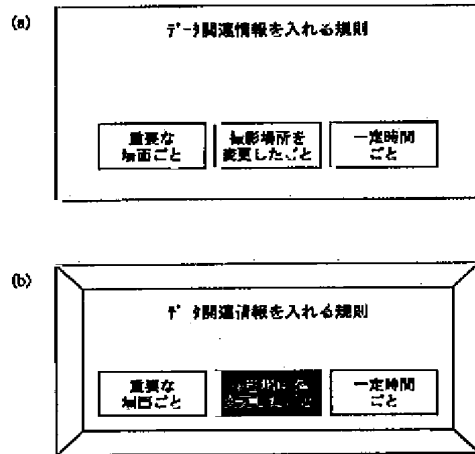 (a)
データ関連情報を入れる規則
重要な
場面ごと
撮影場所を
変更したごと
一定時間
ごと
(b)
データ関連情報を入れる規則
重要な
場面ごと
一定時間
ごと